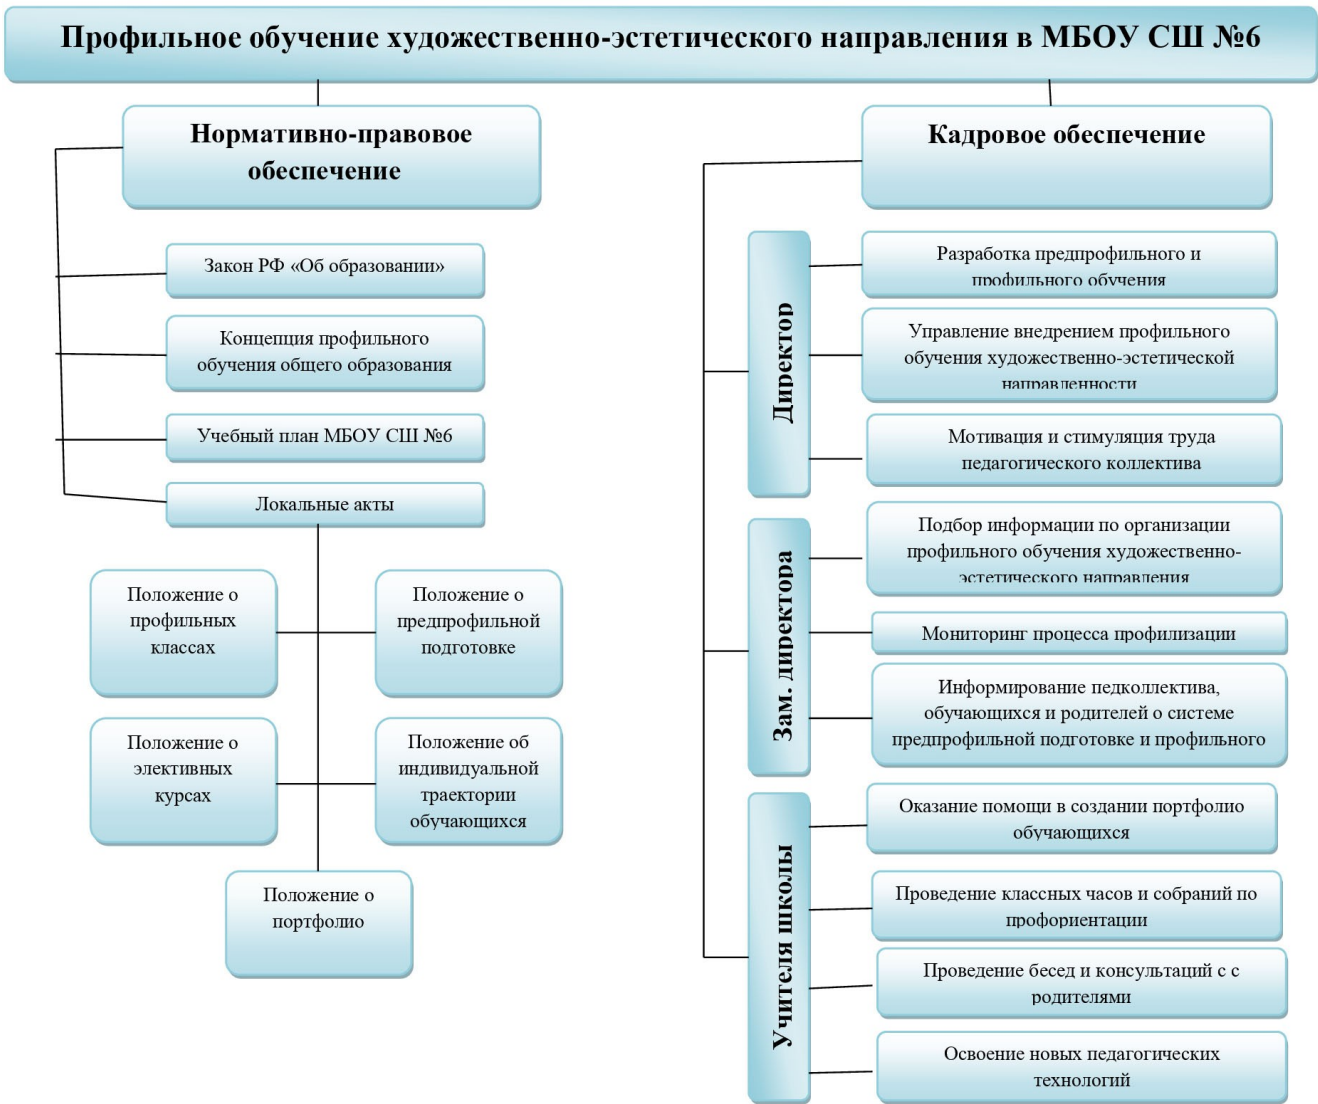 Профильное обучение художественно-эстетического направления в МБОУ СШ №6
Нормативно-правовое
обеспечение
Закон РФ «Об образовании»
Концепция профильного
обучения общего образования
Учебный план МБОУ СШ №6
Локальные акты
Положение о
профильных
классах
Положение о
предпрофильной
подготовке
Положение о
элективных
курсах
Положение об
индивидуальной
траектории
обучающихся
Положение о
портфолио
Кадровое обеспечение
Директор
Разработка предпрофильного и
профильного обучения
Управление внедрением профильного
обучения художественно-эстетической
направленности
Мотивация и стимуляция труда
педагогического коллектива
Зам. директора
Подбор информации по организации
профильного обучения художественно-
эстетического направления
Мониторинг процесса профилизации
Информирование педколлектива,
обучающихся и родителей о системе
предпрофильной подготовке и профильного
Учителя школы
Оказание помощи в создании портфолио
обучающихся
Проведение классных часов и собраний по
профориентации
Проведение бесед и консультаций с с
родителями
Освоение новых педагогических
технологий